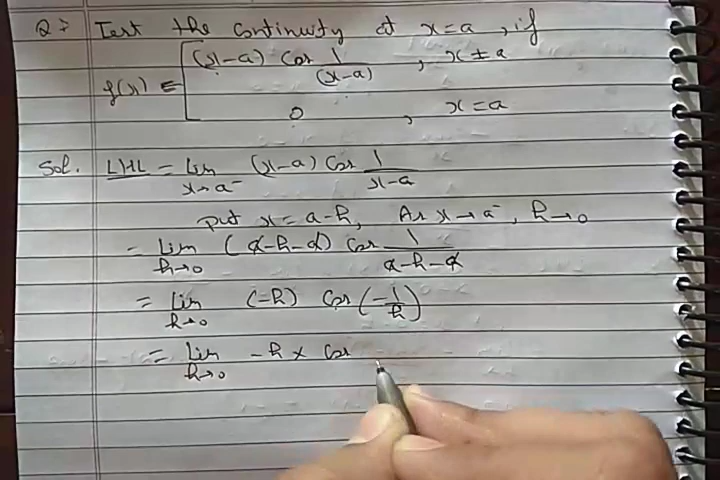 Q:⇒ Test the continuity at x=a, if
f(x) = [ (x-a) cos 1/(x-a) , x≠a
0 , x=a
Sol. LHL = Lim x→a⁻ (x-a) cos 1/x-a
put x = a-h, As x→a⁻, h→0
= Lim h→0 (a-h-a) cos 1/a-h-a
= Lim h→0 (-h) cos (-1/h)
= Lim h→0 -h × cos